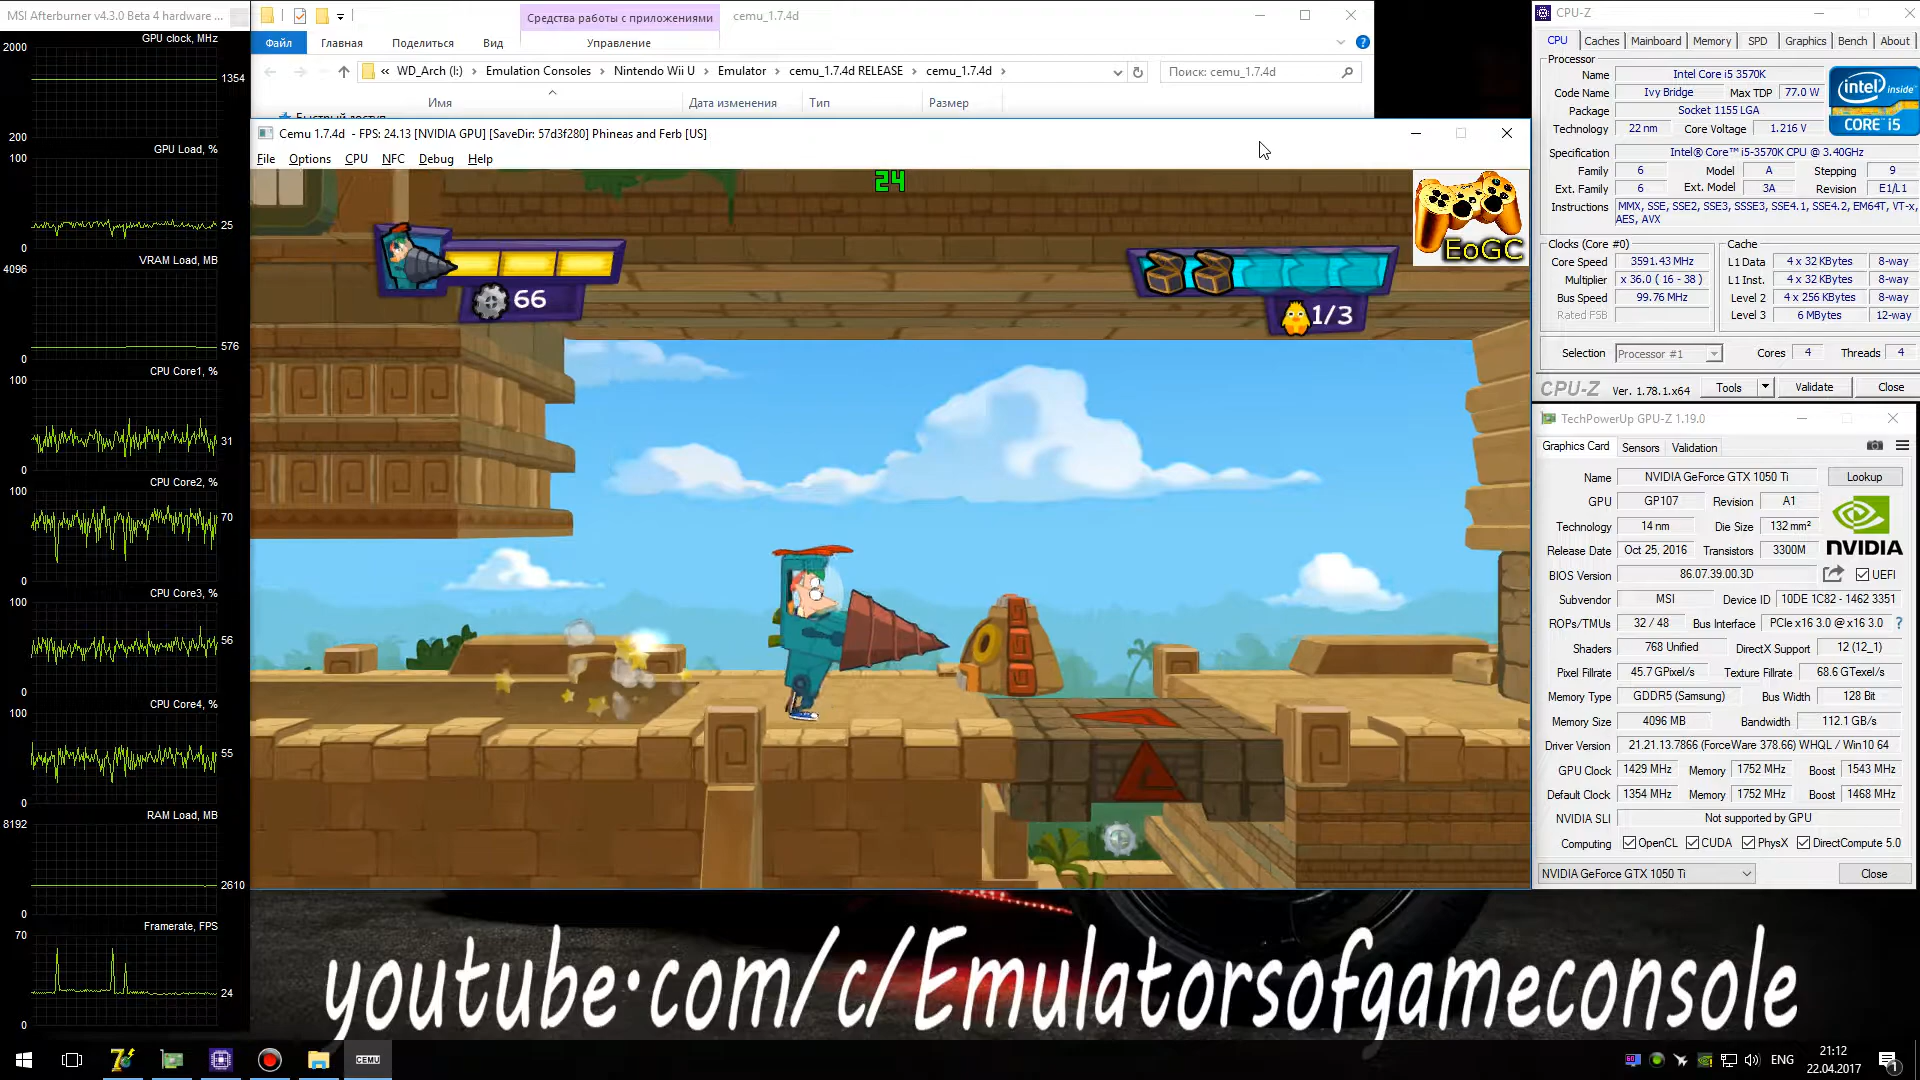 MSI Afterburner v4.3.0 Beta 4 hardware ...
GPU clock, MHz
2000
1354
200
GPU Load, %
100
25
0
VRAM Load, MB
4096
576
0
CPU Core1, %
100
31
0
CPU Core2, %
100
70
0
CPU Core3, %
100
56
0
CPU Core4, %
100
55
0
RAM Load, MB
8192
2610
0
Framerate, FPS
70
24
0
Средства работы с приложениями
cemu_1.7.4d
Файл Главная Поделиться Вид Управление
« WD_Arch (I:) Emulation Consoles Nintendo Wii U Emulator cemu_1.7.4d RELEASE cemu_1.7.4d
Поиск: cemu_1.7.4d
Имя Дата изменения Тип Размер
Cemu 1.7.4d - FPS: 24.13 [NVIDIA GPU] [SaveDir: 57d3f280] Phineas and Ferb [US]
File Options CPU NFC Debug Help
24
EoGC
66
1/3
CPU-Z
CPU Caches Mainboard Memory SPD Graphics Bench About
Processor
Name Intel Core i5 3570K
Code Name Ivy Bridge Max TDP 77.0 W
Package Socket 1155 LGA
Technology 22 nm Core Voltage 1.216 V
intel inside™
CORE i5
Specification Intel® Core™ i5-3570K CPU @ 3.40GHz
Family 6 Model A Stepping 9
Ext. Family 6 Ext. Model 3A Revision E1/L1
Instructions MMX, SSE, SSE2, SSE3, SSSE3, SSE4.1, SSE4.2, EM64T, VT-x,
AES, AVX
Clocks (Core #0) Cache
Core Speed 3591.43 MHz L1 Data 4 x 32 KBytes 8-way
Multiplier x 36.0 ( 16 - 38 ) L1 Inst. 4 x 32 KBytes 8-way
Bus Speed 99.76 MHz Level 2 4 x 256 KBytes 8-way
Rated FSB Level 3 6 MBytes 12-way
Selection Processor #1 Cores 4 Threads 4
CPU-Z Ver. 1.78.1.x64 Tools Validate Close
TechPowerUp GPU-Z 1.19.0
Graphics Card Sensors Validation
Name NVIDIA GeForce GTX 1050 Ti Lookup
GPU GP107 Revision A1
Technology 14 nm Die Size 132 mm²
Release Date Oct 25, 2016 Transistors 3300M
NVIDIA
BIOS Version 86.07.39.00.3D UEFI
Subvendor MSI Device ID 10DE 1C82 - 1462 3351
ROPs/TMUs 32 / 48 Bus Interface PCIe x16 3.0 @ x16 3.0 ?
Shaders 768 Unified DirectX Support 12 (12_1)
Pixel Fillrate 45.7 GPixel/s Texture Fillrate 68.6 GTexel/s
Memory Type GDDR5 (Samsung) Bus Width 128 Bit
Memory Size 4096 MB Bandwidth 112.1 GB/s
Driver Version 21.21.13.7866 (ForceWare 378.66) WHQL / Win10 64
GPU Clock 1429 MHz Memory 1752 MHz Boost 1543 MHz
Default Clock 1354 MHz Memory 1752 MHz Boost 1468 MHz
NVIDIA SLI Not supported by GPU
Computing OpenCL CUDA PhysX DirectCompute 5.0
NVIDIA GeForce GTX 1050 Ti Close
youtube.com/c/Emulatorsofgameconsole
CEMU
60
ENG
21:12
22.04.2017
1